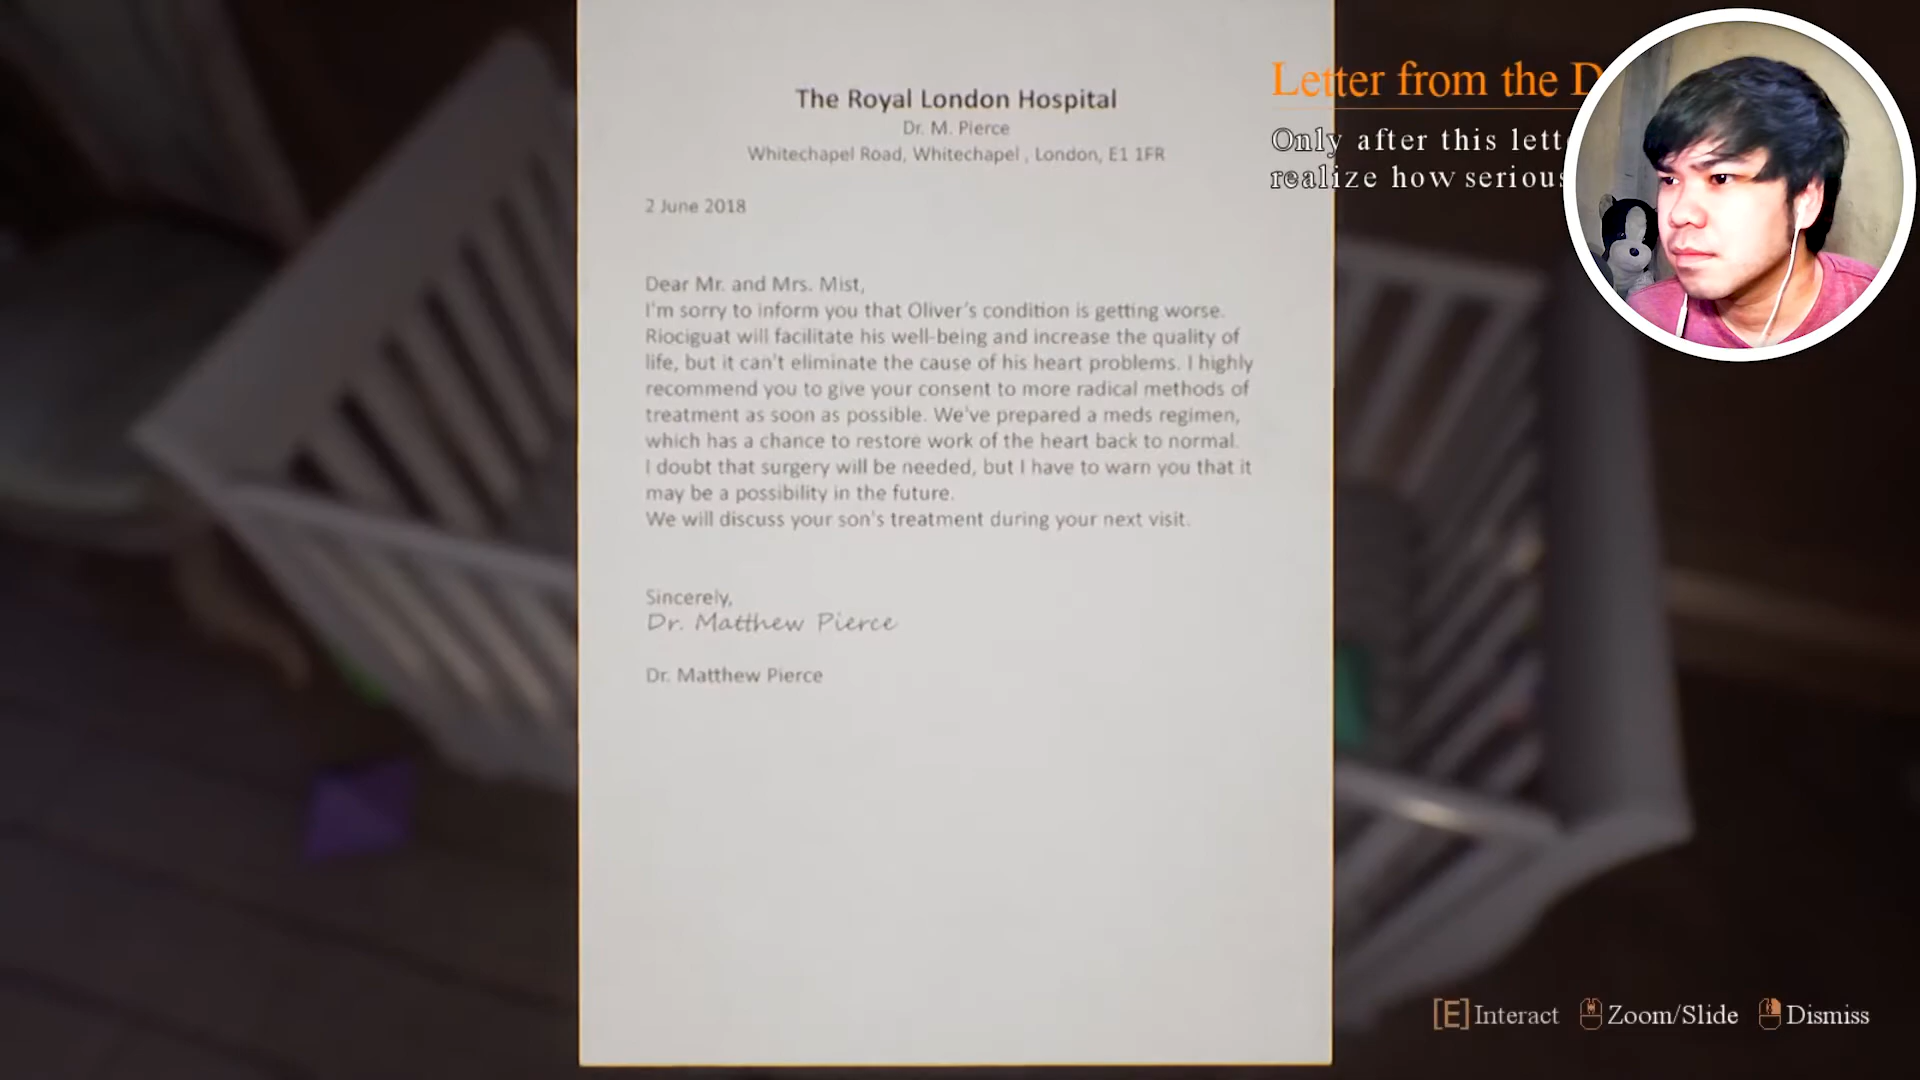 The Royal London Hospital
Dr. M. Pierce
Whitechapel Road, Whitechapel , London, E1 1FR
2 June 2018
Dear Mr. and Mrs. Mist,
I'm sorry to inform you that Oliver's condition is getting worse.
Riociguat will facilitate his well-being and increase the quality of
life, but it can't eliminate the cause of his heart problems. I highly
recommend you to give your consent to more radical methods of
treatment as soon as possible. We've prepared a meds regimen,
which has a chance to restore work of the heart back to normal.
I doubt that surgery will be needed, but I have to warn you that it
may be a possibility in the future.
We will discuss your son's treatment during your next visit.
Sincerely,
Dr. Matthew Pierce
Dr. Matthew Pierce
Letter from the
Only after this
realize how
[E] Interact Zoom/Slide Dismiss